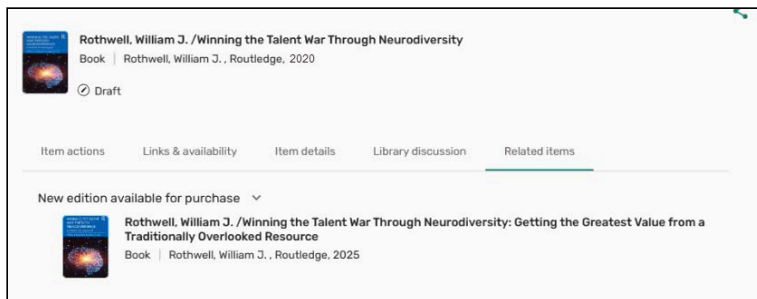 Rothwell, William J. /Winning the Talent War Through Neurodiversity
Book | Rothwell, William J. , Routledge, 2020
Draft
Item actions Links & availability Item details Library discussion Related items
New edition available for purchase
Rothwell, William J. /Winning the Talent War Through Neurodiversity: Getting the Greatest Value from a
Traditionally Overlooked Resource
Book | Rothwell, William J. , Routledge, 2025